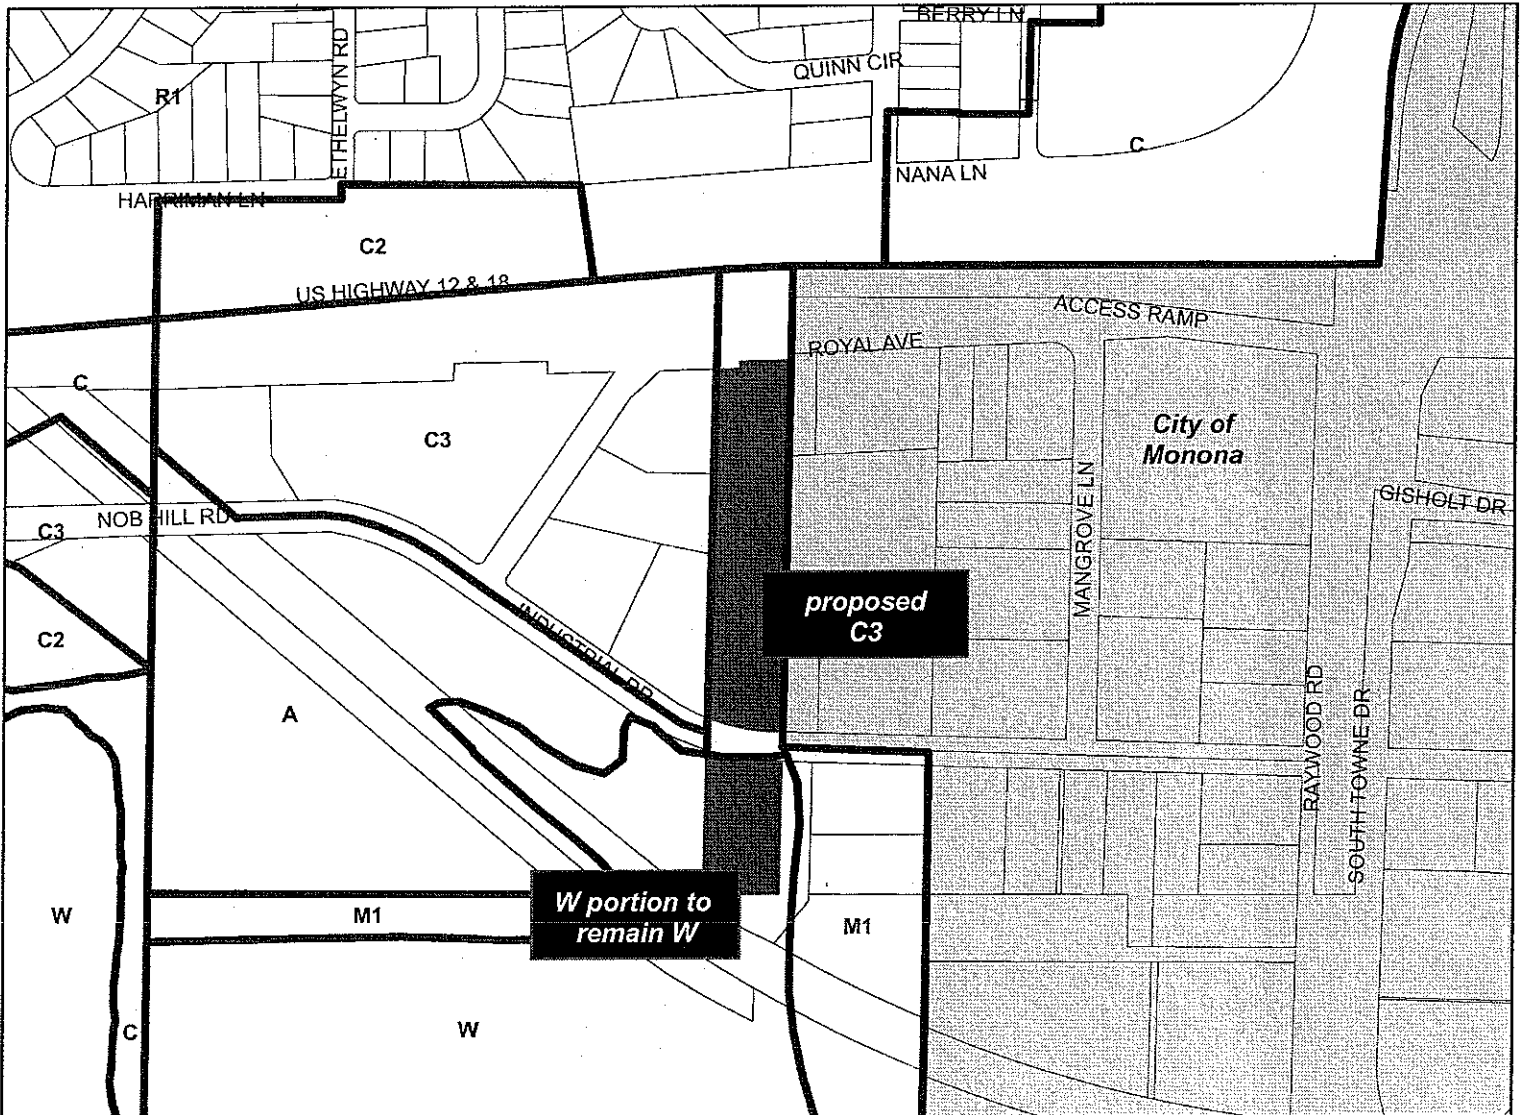 BERRY LN
QUINN CIR
ETHELWYN RD
R1
C
NANA LN
HARRIMAN LN
C2
US HIGHWAY 12 & 18
ACCESS RAMP
ROYAL AVE
C
C3
City of
Monona
MANGROVE LN
GISHOLT DR
NOB HILL RD
C3
proposed
C3
INDUSTRIAL DR
C2
A
RAYWOOD RD
SOUTH TOWNE DR
W
M1
W portion to
remain W
M1
C
W